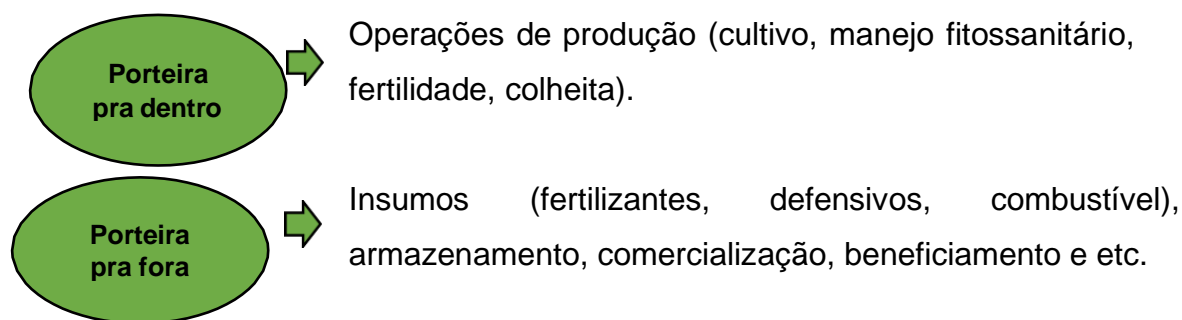 Porteira
pra dentro
Operações de produção (cultivo, manejo fitossanitário,
fertilidade, colheita).
Porteira
pra fora
Insumos (fertilizantes, defensivos, combustível),
armazenamento, comercialização, beneficiamento e etc.